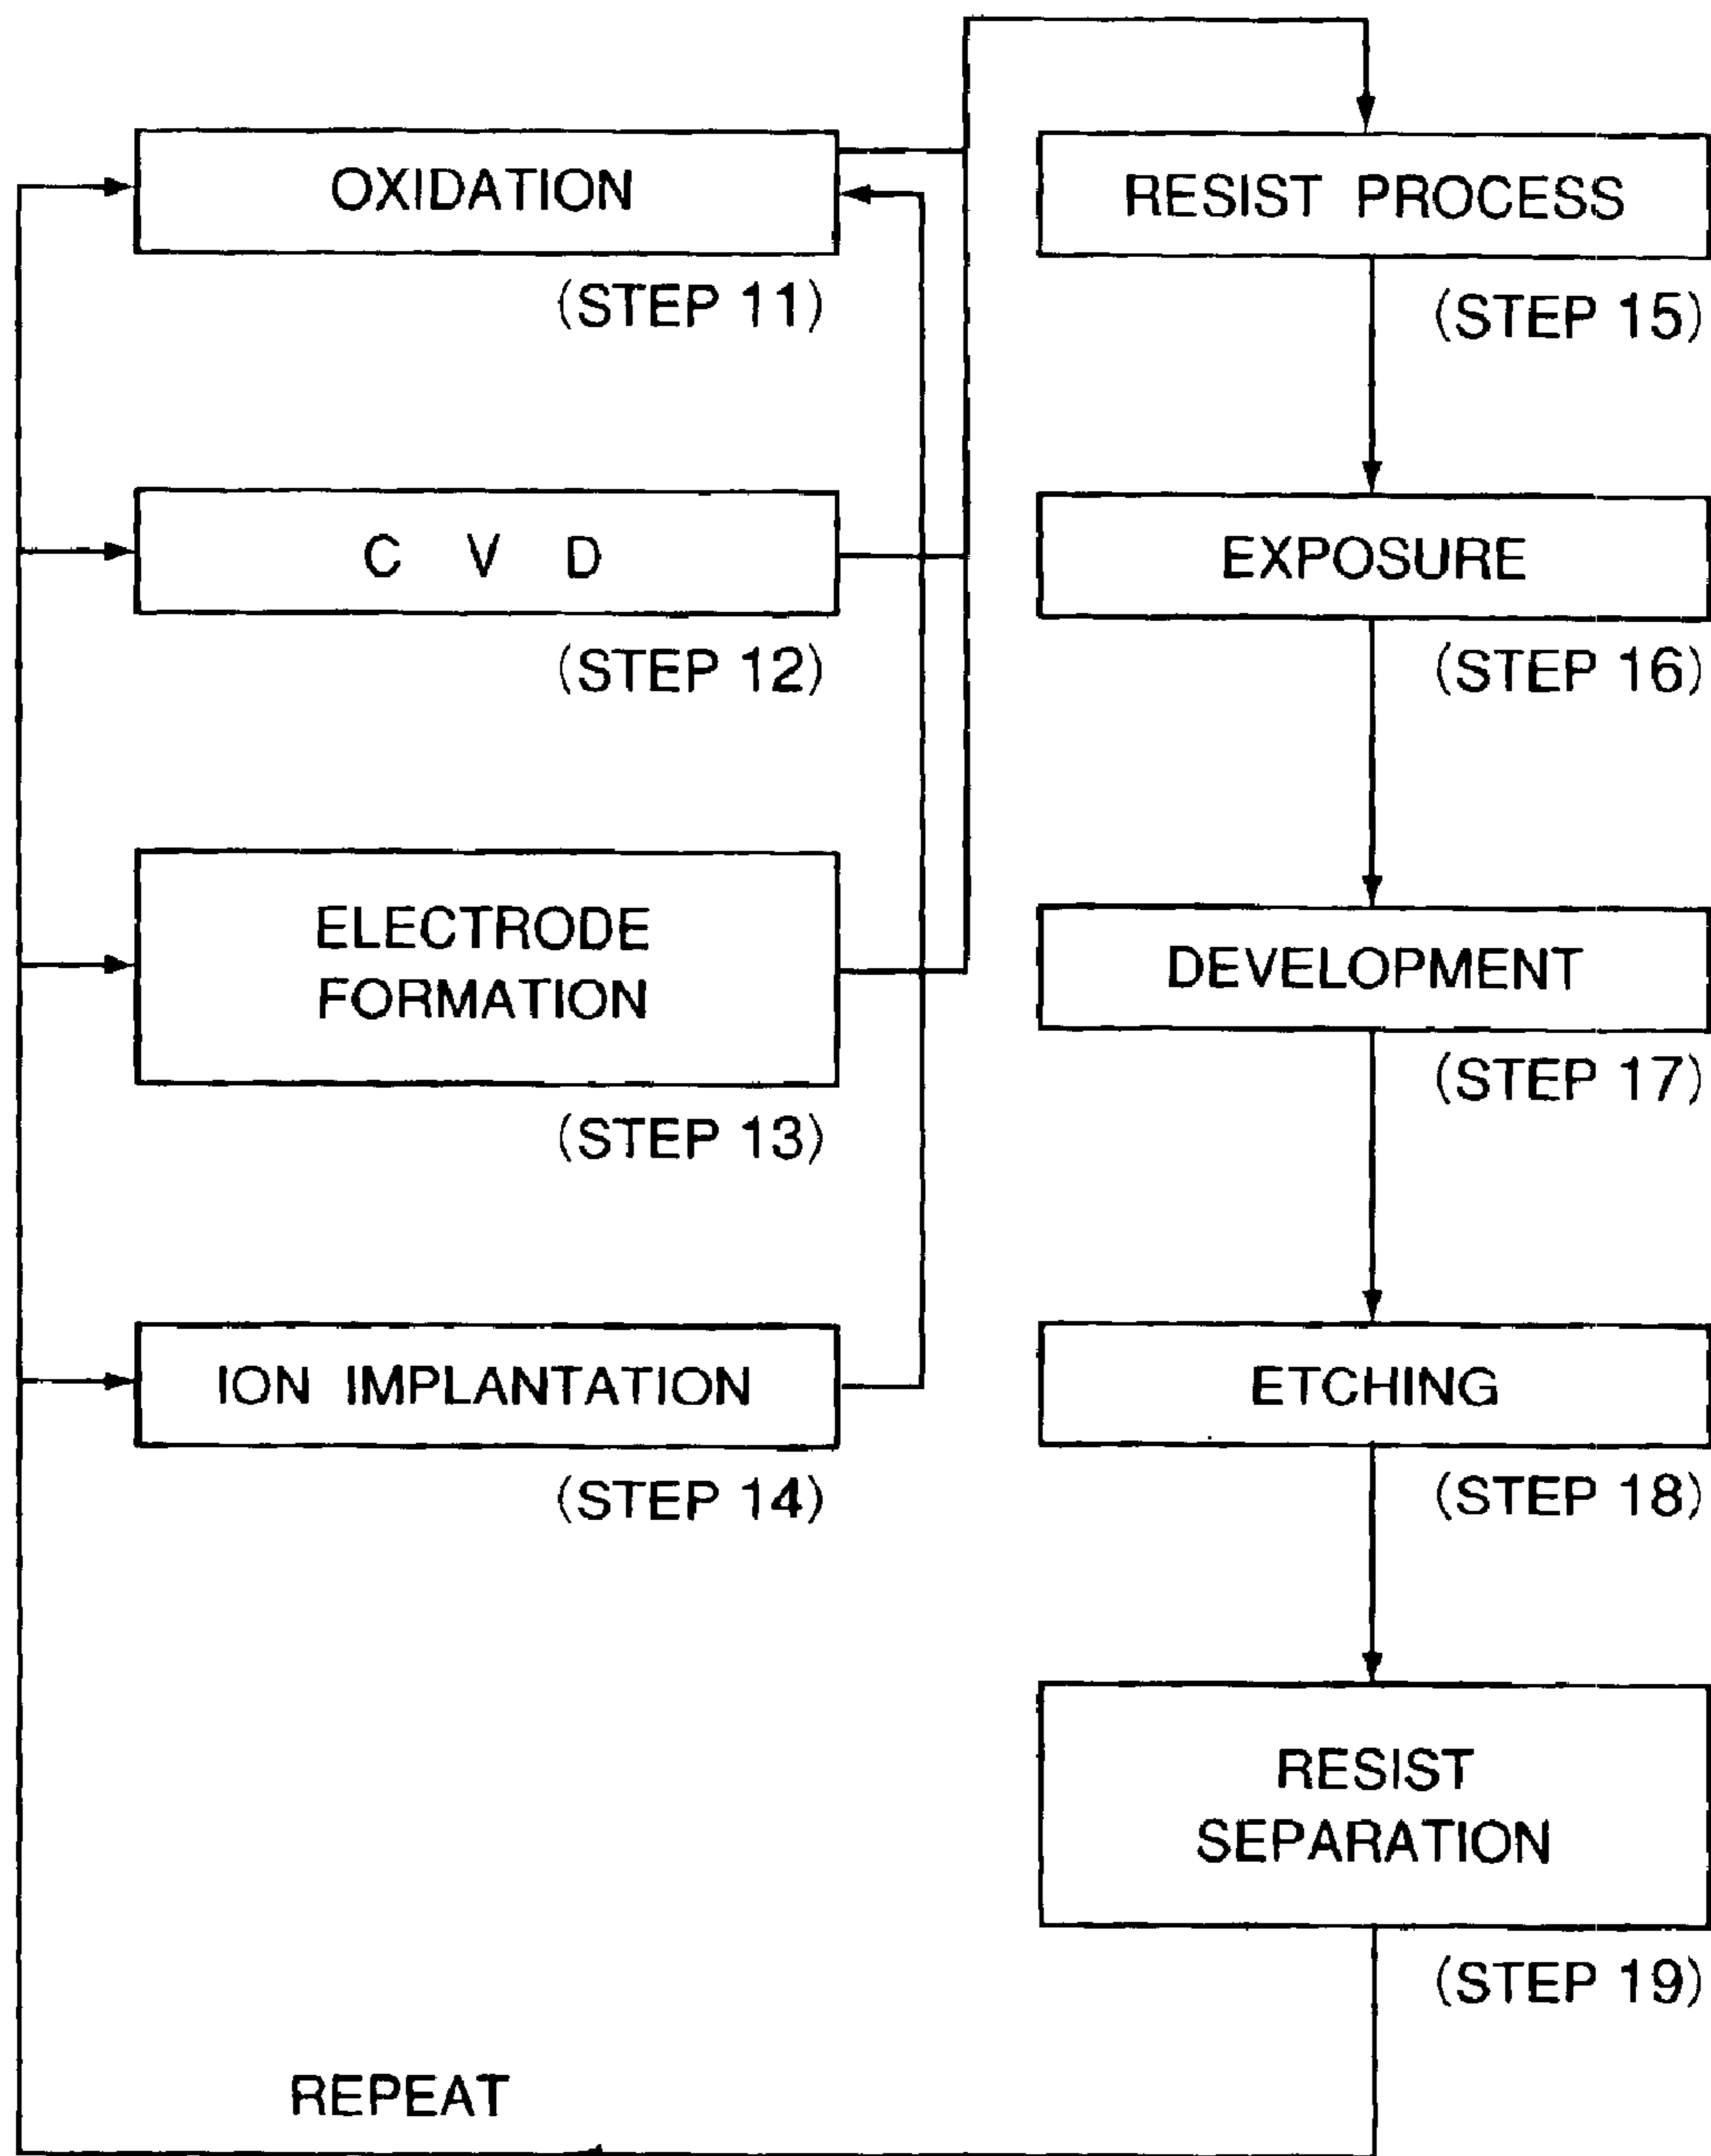 OXIDATION
(STEP 11)
C V D
(STEP 12)
ELECTRODE
FORMATION
(STEP 13)
ION IMPLANTATION
(STEP 14)
RESIST PROCESS
(STEP 15)
EXPOSURE
(STEP 16)
DEVELOPMENT
(STEP 17)
ETCHING
(STEP 18)
RESIST
SEPARATION
(STEP 19)
REPEAT